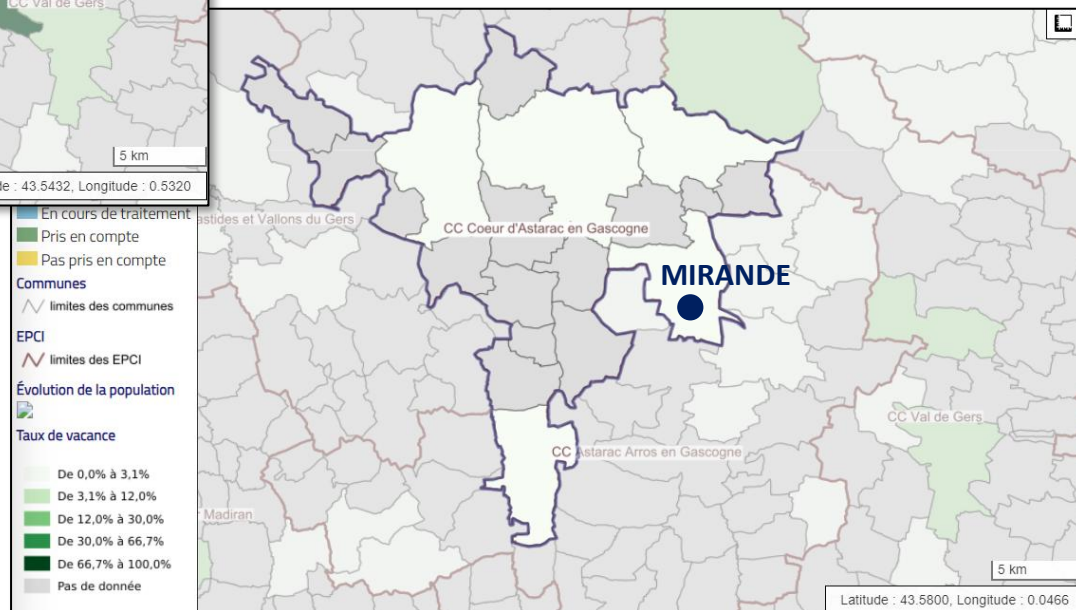 CC Val de Gers
5 km
de : 43.5432, Longitude : 0.5320
En cours de traitement
Pris en compte
Pas pris en compte
Communes
limites des communes
EPCI
limites des EPCI
Évolution de la population
Taux de vacance
De 0,0% à 3,1%
De 3,1% à 12,0%
De 12,0% à 30,0%
De 30,0% à 66,7%
De 66,7% à 100,0%
Pas de donnée
astides et Vallons du Gers
CC Coeur d'Astarac en Gascogne
MIRANDE
CC Val de Gers
CC Astarac Arros en Gascogne
Madiran
5 km
Latitude : 43.5800, Longitude : 0.0466